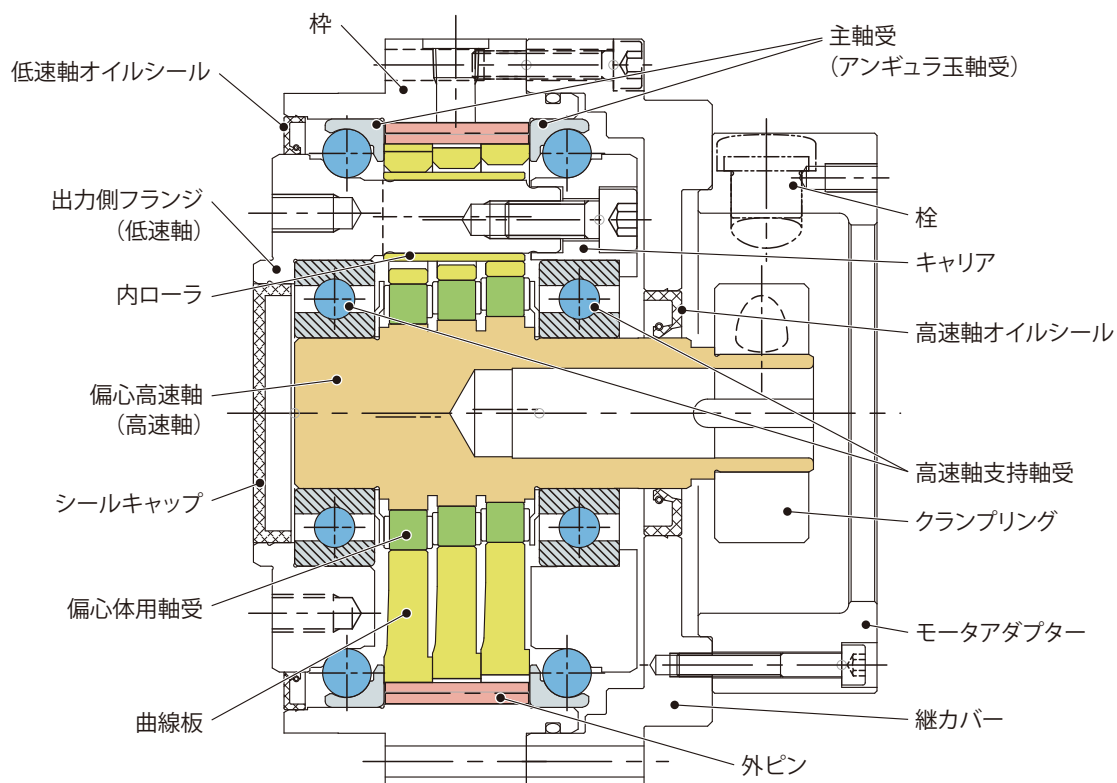 枠
主軸受
（アンギュラ玉軸受）
低速軸オイルシール
出力側フランジ
（低速軸）
栓
キャリア
内ローラ
高速軸オイルシール
偏心高速軸
（高速軸）
高速軸支持軸受
シールキャップ
クランプリング
偏心体用軸受
モータアダプター
曲線板
継カバー
外ピン